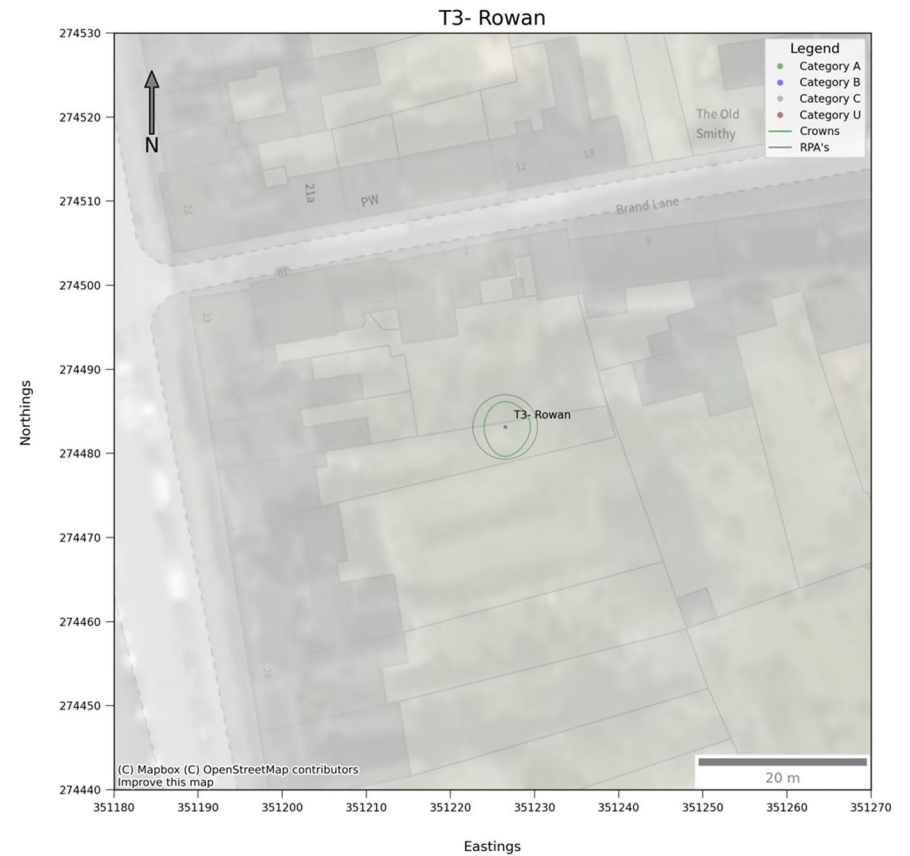 T3- Rowan
274530
274520
274510
274500
274490
274480
274470
274460
274450
274440
Northings
N
Legend
Category A
Category B
Category C
Category U
Crowns
RPA's
The Old
Smithy
13
12
21a
PW
22
Brand Lane
5
1
23
T3- Rowan
20 m
(C) Mapbox (C) OpenStreetMap contributors
Improve this map
351180
351190
351200
351210
351220
351230
351240
351250
351260
351270
Eastings